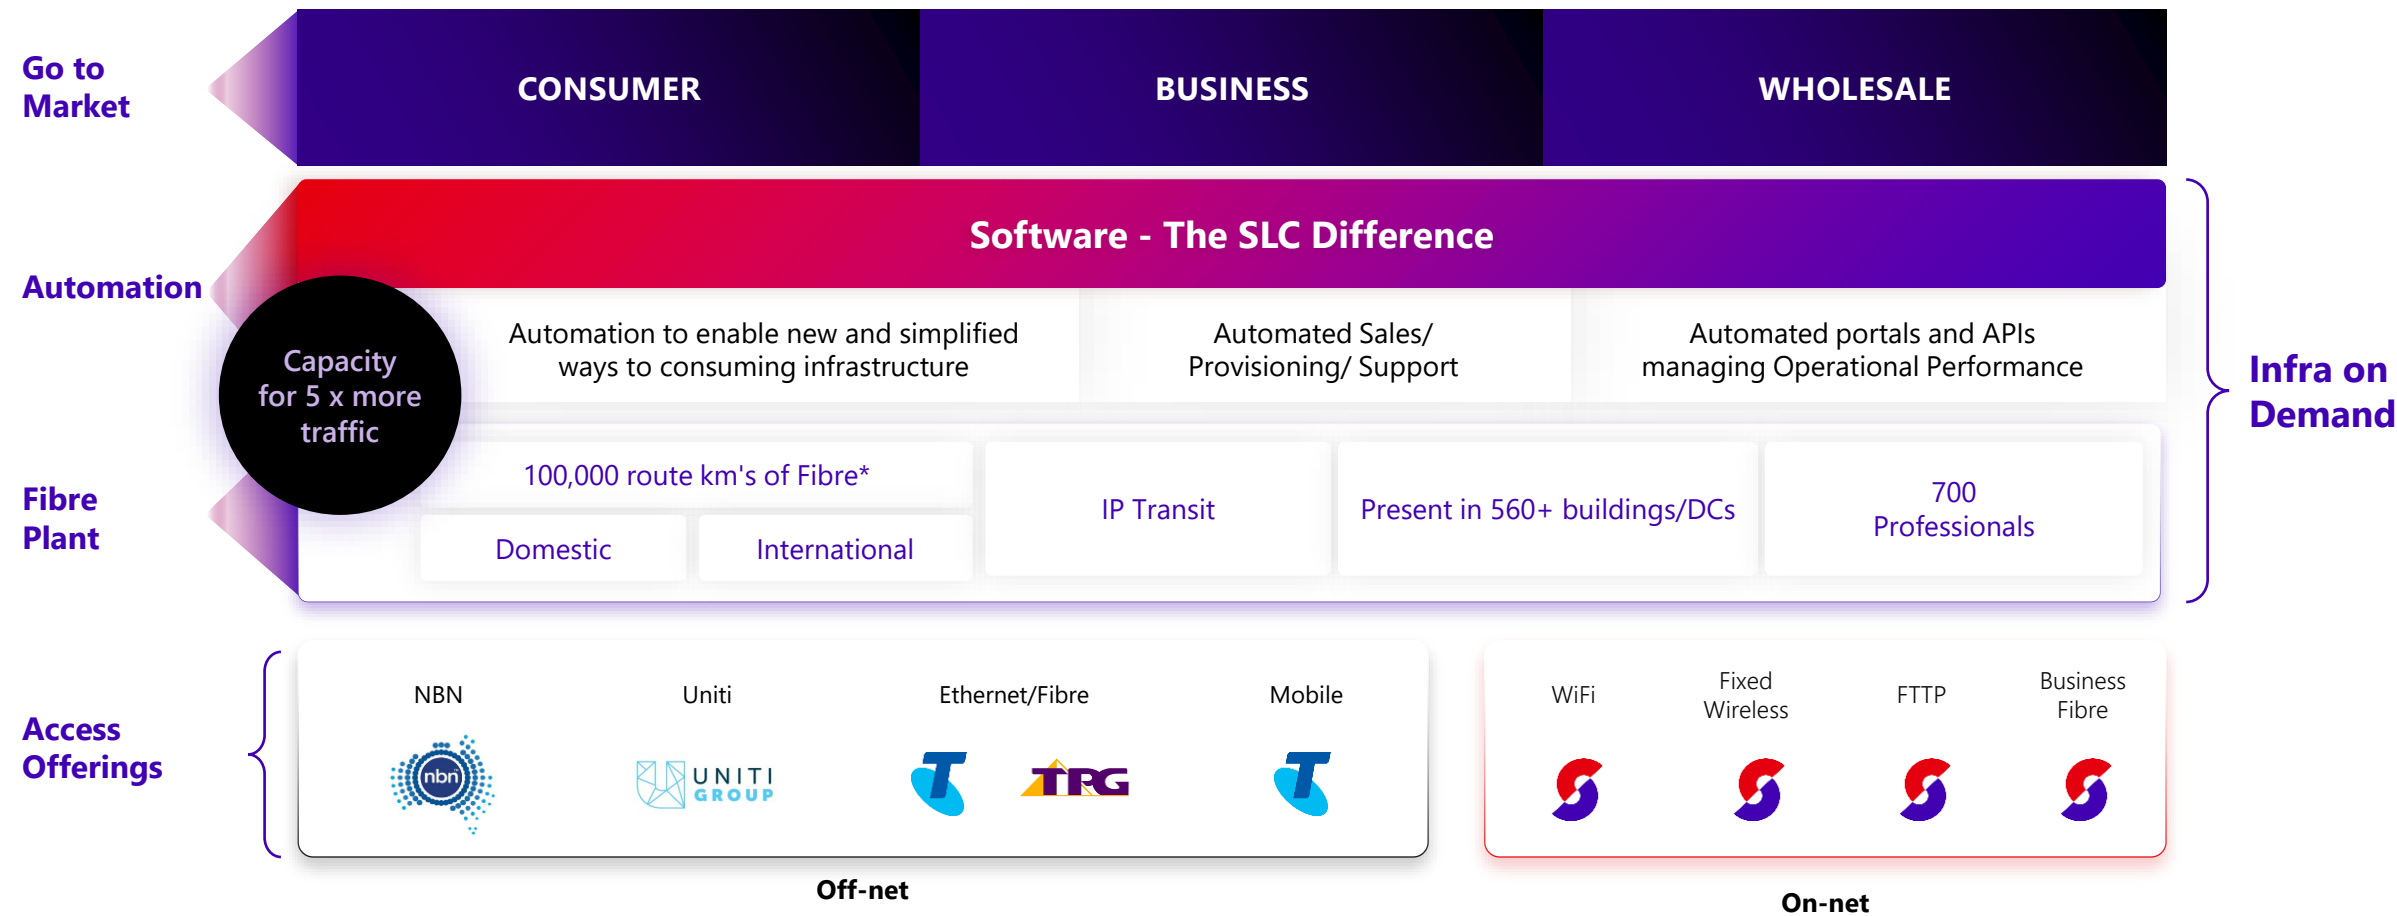 Go to
Market
CONSUMER
BUSINESS
WHOLESALE
Software - The SLC Difference
Automation
Automation to enable new and simplified
ways to consuming infrastructure
Automated Sales/
Provisioning/ Support
Automated portals and APIs
managing Operational Performance
Capacity
for 5 x more
traffic
Infra on
Demand
Fibre
Plant
100,000 route km's of Fibre*
Domestic
International
IP Transit
Present in 560+ buildings/DCs
700
Professionals
Access
Offerings
NBN
Uniti
Ethernet/Fibre
Mobile
nbn
UNITI
GROUP
T
TPG
T
Off-net
WiFi
Fixed
Wireless
FTTP
Business
Fibre
On-net